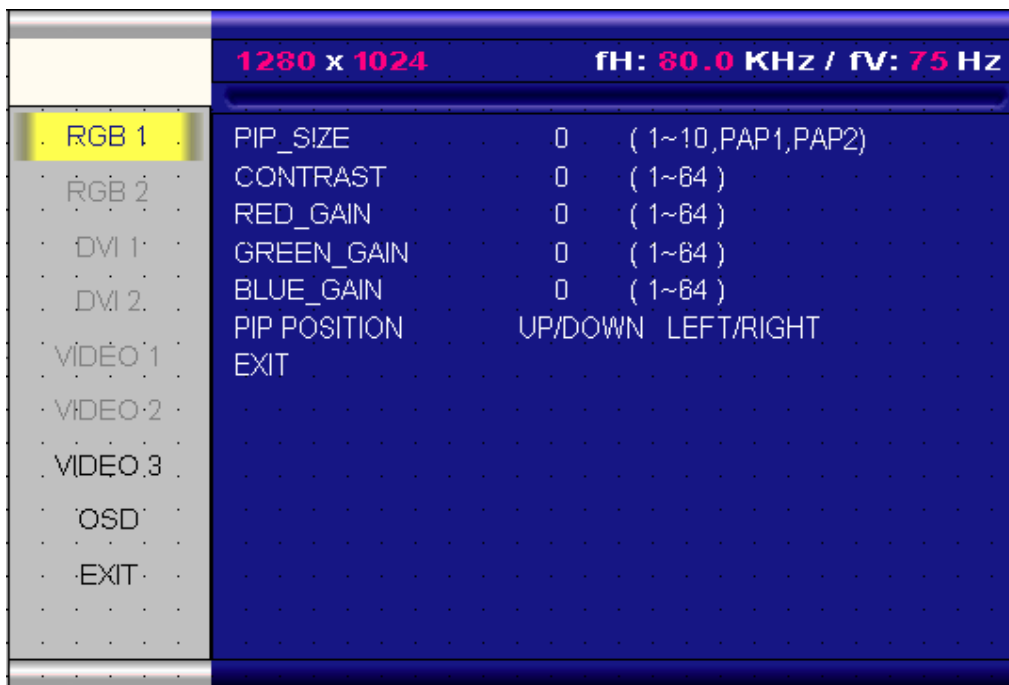 1280 x 1024 fH: 80.0 KHz / fV: 75 Hz
RGB 1
RGB 2
DVI 1
DVI 2
VIDEO 1
VIDEO 2
VIDEO 3
OSD
EXIT
PIP_SIZE 0 ( 1~10,PAP1,PAP2)
CONTRAST 0 ( 1~64 )
RED_GAIN 0 ( 1~64 )
GREEN_GAIN 0 ( 1~64 )
BLUE_GAIN 0 ( 1~64 )
PIP POSITION UP/DOWN LEFT/RIGHT
EXIT